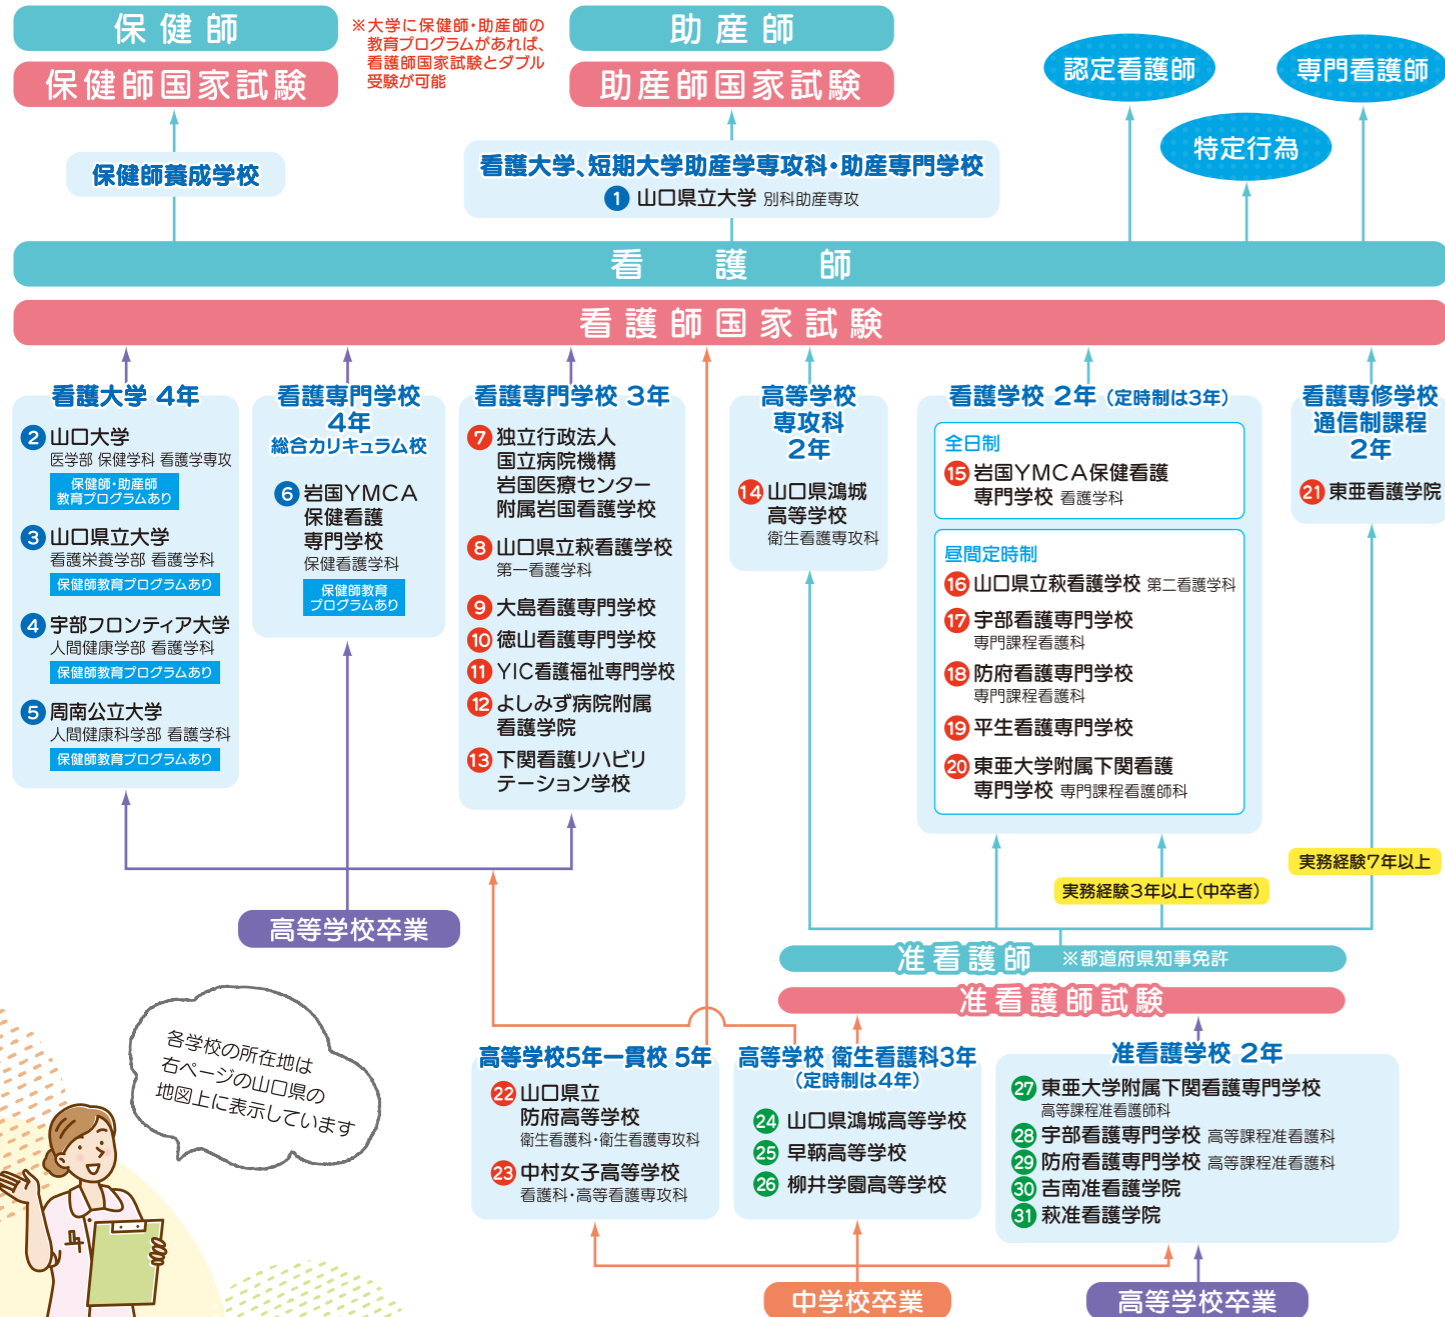 保健師
保健師国家試験
※大学に保健師・助産師の
教育プログラムがあれば、
看護師国家試験とダブル
受験が可能
助産師
助産師国家試験
認定看護師
専門看護師
特定行為
保健師養成学校
看護大学、短期大学助産学専攻科・助産専門学校
1 山口県立大学 別科助産専攻
看護師
看護師国家試験
看護大学 4年
2 山口大学
医学部 保健学科 看護学専攻
保健師・助産師
教育プログラムあり
3 山口県立大学
看護栄養学部 看護学科
保健師教育プログラムあり
4 宇部フロンティア大学
人間健康学部 看護学科
保健師教育プログラムあり
5 周南公立大学
人間健康科学部 看護学科
保健師教育プログラムあり
看護専門学校
4年
総合カリキュラム校
6 岩国YMCA
保健看護
専門学校
保健看護学科
保健師教育
プログラムあり
看護専門学校 3年
7 独立行政法人
国立病院機構
岩国医療センター
附属岩国看護学校
8 山口県立萩看護学校
第一看護学科
9 大島看護専門学校
10 徳山看護専門学校
11 YIC看護福祉専門学校
12 よしみず病院附属
看護学院
13 下関看護リハビリ
テーション学校
高等学校
専攻科
2年
14 山口県鴻城
高等学校
衛生看護専攻科
看護学校 2年 (定時制は3年)
全日制
15 岩国YMCA保健看護
専門学校 看護学科
昼間定時制
16 山口県立萩看護学校 第二看護学科
17 宇部看護専門学校
専門課程看護科
18 防府看護専門学校
専門課程看護科
19 平生看護専門学校
20 東亜大学附属下関看護
専門学校 専門課程看護師科
看護専修学校
通信制課程
2年
21 東亜看護学院
実務経験7年以上
実務経験3年以上(中卒者)
高等学校卒業
准看護師 ※都道府県知事免許
准看護師試験
各学校の所在地は
右ページの山口県の
地図上に表示しています
高等学校5年一貫校 5年
22 山口県立
防府高等学校
衛生看護科・衛生看護専攻科
23 中村女子高等学校
看護科・高等看護専攻科
高等学校 衛生看護科3年
(定時制は4年)
24 山口県鴻城高等学校
25 早鞆高等学校
26 柳井学園高等学校
准看護学校 2年
27 東亜大学附属下関看護専門学校
高等課程准看護師科
28 宇部看護専門学校 高等課程准看護科
29 防府看護専門学校 高等課程准看護科
30 吉南准看護学院
31 萩准看護学院
中学校卒業
高等学校卒業